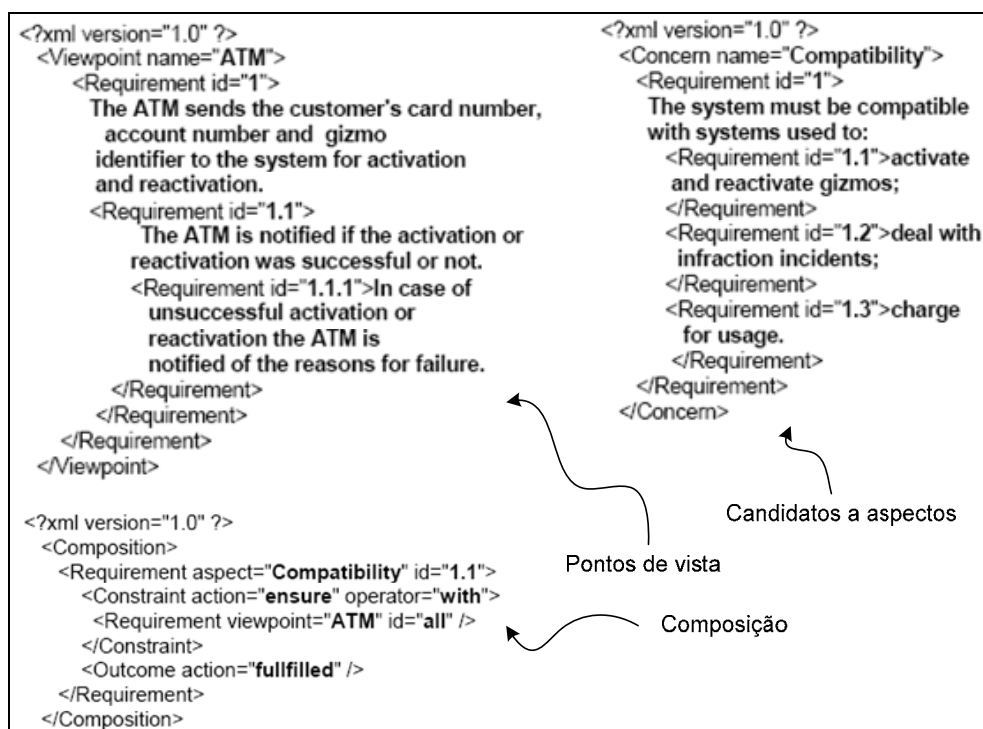 <?xml version="1.0" ?>
<Viewpoint name="ATM">
<Requirement id="1">
The ATM sends the customer's card number,
account number and gizmo
identifier to the system for activation
and reactivation.
<Requirement id="1.1">
The ATM is notified if the activation or
reactivation was successful or not.
<Requirement id="1.1.1">In case of
unsuccessful activation or
reactivation the ATM is
notified of the reasons for failure.
</Requirement>
</Requirement>
</Requirement>
</Viewpoint>
<?xml version="1.0" ?>
<Concern name="Compatibility">
<Requirement id="1">
The system must be compatible
with systems used to:
<Requirement id="1.1">activate
and reactivate gizmos;
</Requirement>
<Requirement id="1.2">deal with
infraction incidents;
</Requirement>
<Requirement id="1.3">charge
for usage.
</Requirement>
</Requirement>
</Concern>
Candidatos a aspectos
Pontos de vista
<?xml version="1.0" ?>
<Composition>
<Requirement aspect="Compatibility" id="1.1">
<Constraint action="ensure" operator="with">
<Requirement viewpoint="ATM" id="all" />
</Constraint>
<Outcome action="fullfilled" />
</Requirement>
</Composition>
Composição